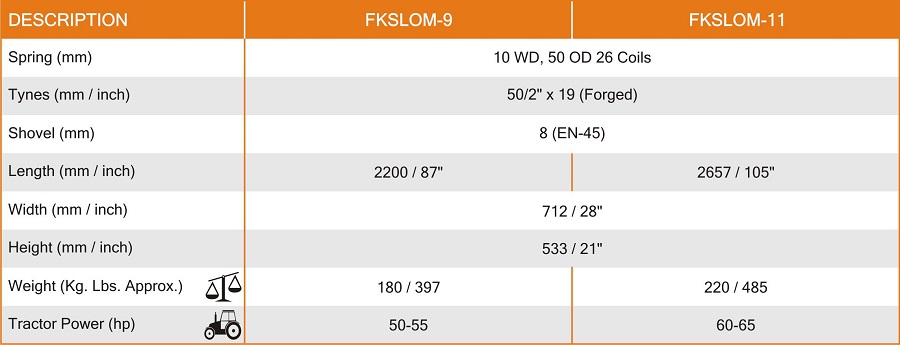 DESCRIPTION FKSLOM-9 FKSLOM-11
Spring (mm) 10 WD, 50 OD 26 Coils
Tynes (mm / inch) 50/2" x 19 (Forged)
Shovel (mm) 8 (EN-45)
Length (mm / inch) 2200 / 87" 2657 / 105"
Width (mm / inch) 712 / 28"
Height (mm / inch) 533 / 21"
Weight (Kg. Lbs. Approx.) 180 / 397 220 / 485
Tractor Power (hp) 50-55 60-65